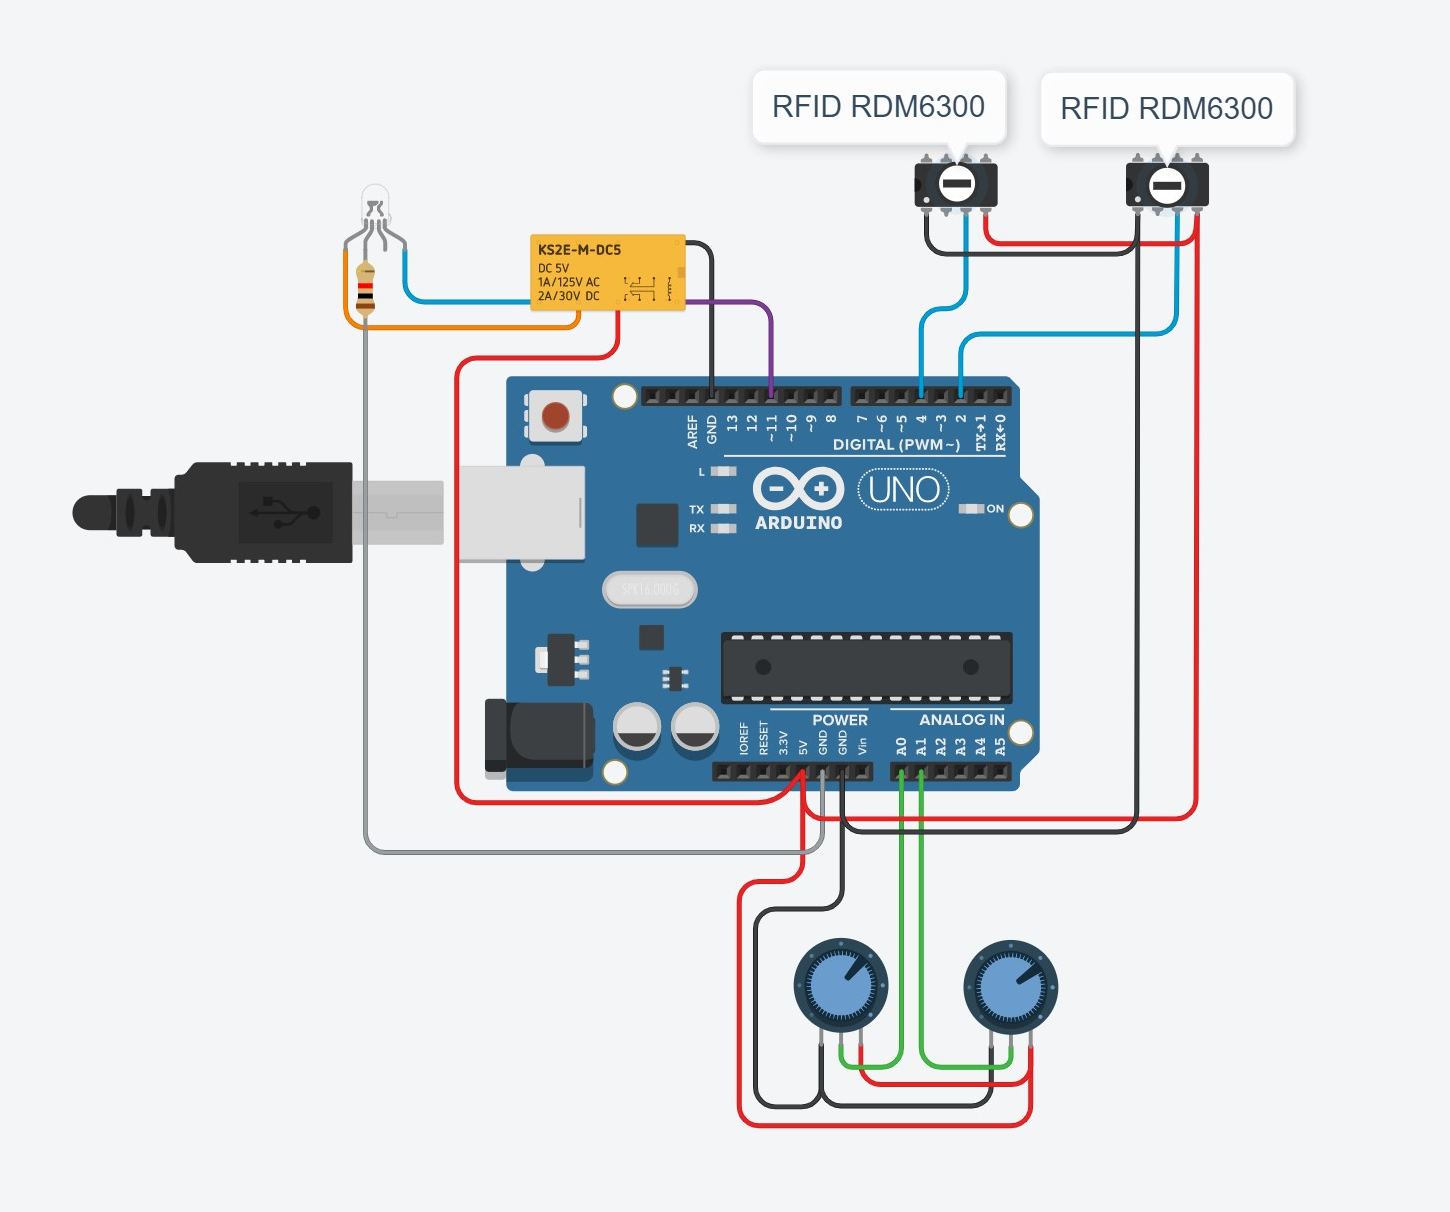 RFID RDM6300
RFID RDM6300
KS2E-M-DC5
DC 5V
1A/125V AC
2A/30V DC
AREF
GND
13
12
~11
~10
~9
8
7
~6
~5
4
~3
2
TX→1
RX←0
DIGITAL (PWM~)
L
TX
RX
ARDUINO
UNO
ON
SPK16.000G
POWER
ANALOG IN
IOREF
RESET
3.3V
5V
GND
GND
Vin
A0
A1
A2
A3
A4
A5